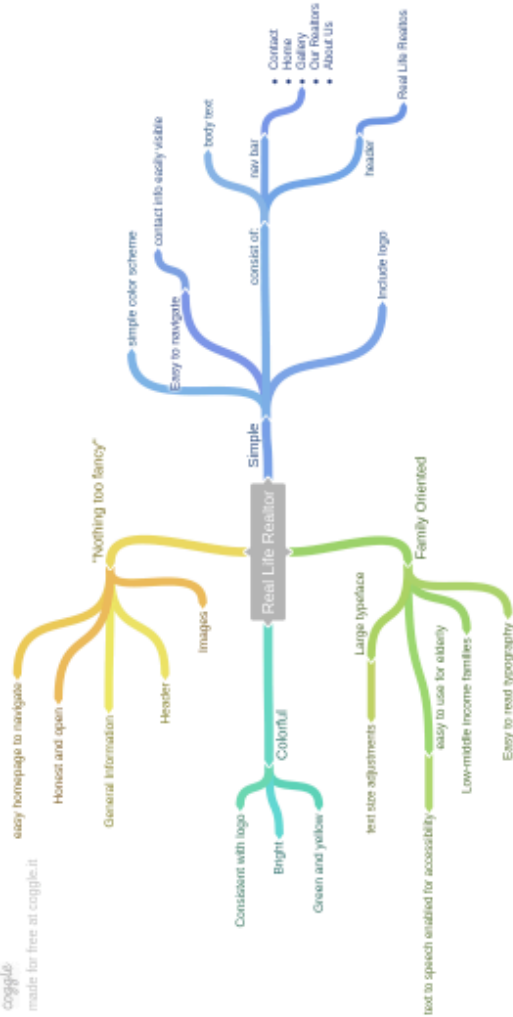 coggle
made for free at coggle.it
easy homepage to navigate
Honest and open
General Information
Header
Images
"Nothing too fancy"
Real Life Realtor
Simple
simple color scheme
Easy to navigate
contact info easily visible
consist of:
body text
nav bar
• Contact
• Home
• Gallery
• Our Realtors
• About Us
header
Real Life Realtos
Include logo
Colorful
Consistent with logo
Bright
Green and yellow
Family Oriented
Large typeface
text size adjustments
easy to use for elderly
text to speech enabled for accessibility
Low-middle income families
Easy to read typography